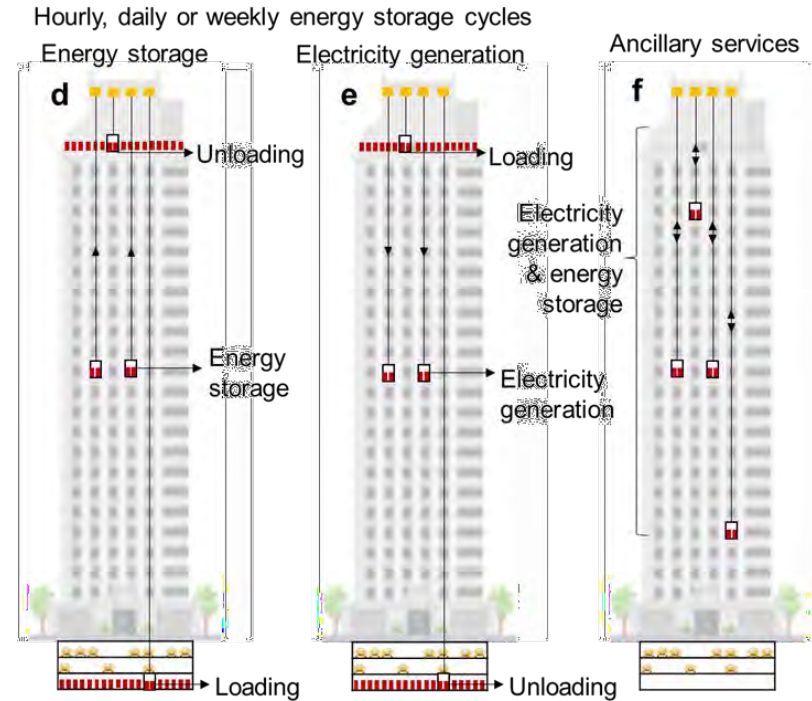 Hourly, daily or weekly energy storage cycles
Energy storage
Electricity generation
Ancillary services
d
e
f
Unloading
Loading
Electricity
generation
& energy
storage
Energy
storage
Electricity
generation
Loading
Unloading